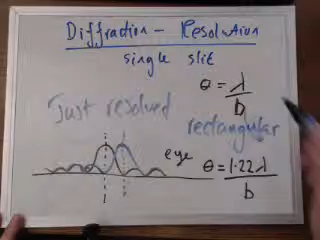 Diffraction - Resolution
single slit
θ = λ/b
Just resolved
rectangular
eye θ = 1.22λ/b